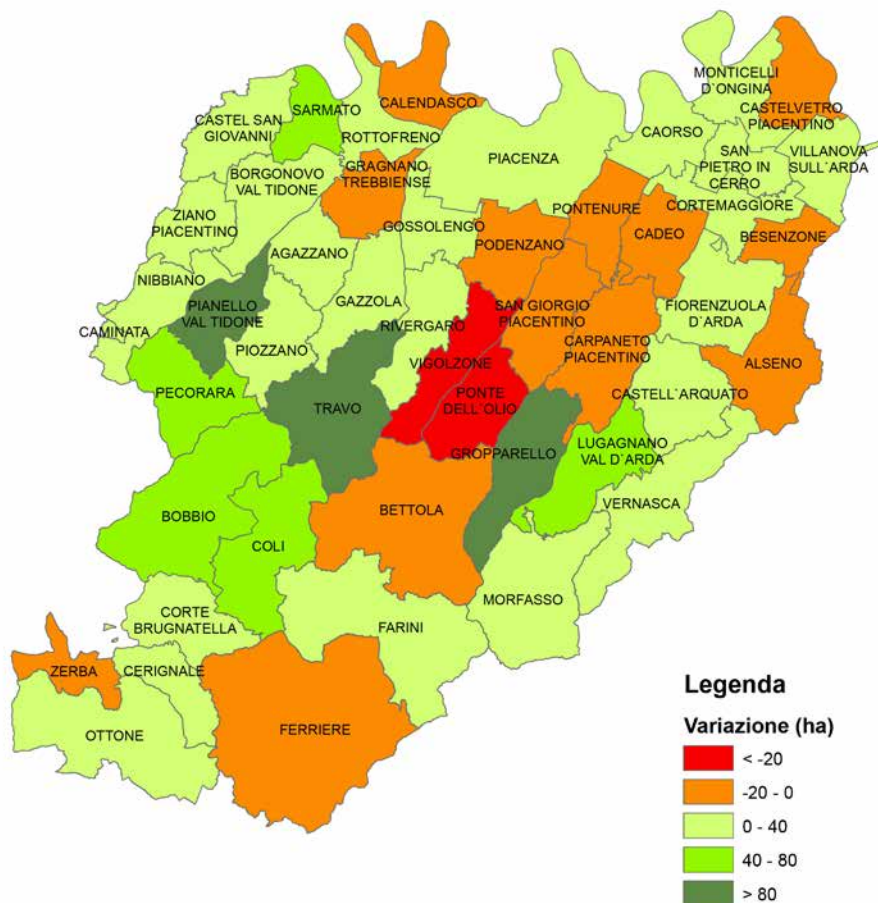 MONTICELLI
D'ONGINA
CALENDASCO
CASTELVETRO
PIACENTINO
SARMATO
CASTEL SAN
GIOVANNI
ROTTOFRENO
CAORSO
SAN
PIETRO IN
CERRO
VILLANOVA
SULL'ARDA
PIACENZA
GRAGNANO
TREBBIENSE
BORGONOVO
VAL TIDONE
CORTEMAGGIORE
PONTENURE
ZIANO
PIACENTINO
GOSSOLENGO
PODENZANO
CADEO
BESENZONE
AGAZZANO
NIBBIANO
GAZZOLA
PIANELLO
VAL TIDONE
SAN GIORGIO
PIACENTINO
FIORENZUOLA
D'ARDA
CAMINATA
RIVERGARO
PIOZZANO
CARPANETO
PIACENTINO
VIGOLZONE
ALSENO
PECORARA
TRAVO
PONTE
DELL'OLIO
CASTELL`ARQUATO
GROPPARELLO
LUGAGNANO
VAL D`ARDA
VERNASCA
BETTOLA
BOBBIO
COLI
MORFASSO
CORTE
BRUGNATELLA
FARINI
ZERBA
CERIGNALE
OTTONE
FERRIERE
Legenda
Variazione (ha)
< -20
-20 - 0
0 - 40
40 - 80
> 80